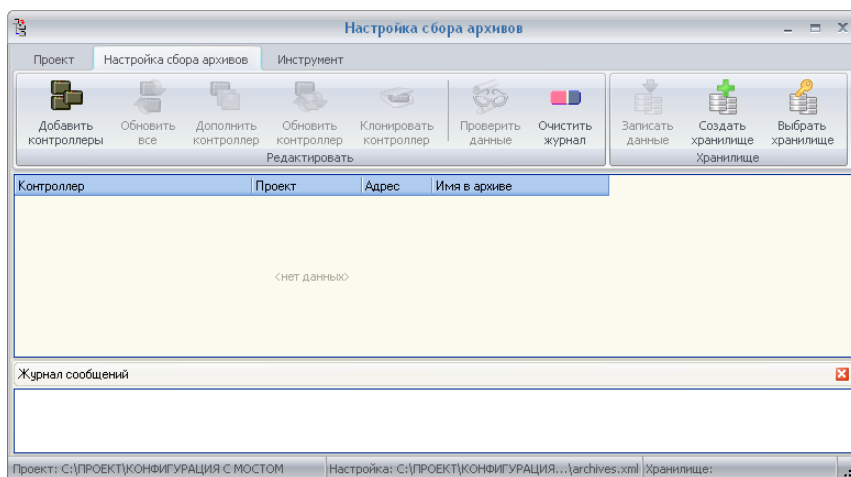 Настройка сбора архивов
Проект Настройка сбора архивов Инструмент
Добавить контроллеры
Обновить все
Дополнить контроллер
Обновить контроллер
Клонировать контроллер
Проверить данные
Очистить журнал
Записать данные
Создать хранилище
Выбрать хранилище
Редактировать Хранилище
Контроллер Проект Адрес Имя в архиве
<нет данных>
Журнал сообщений
Проект: C:\ПРОЕКТ\КОНФИГУРАЦИЯ С МОСТОМ Настройка: C:\ПРОЕКТ\КОНФИГУРАЦИЯ...\archives.xml Хранилище: